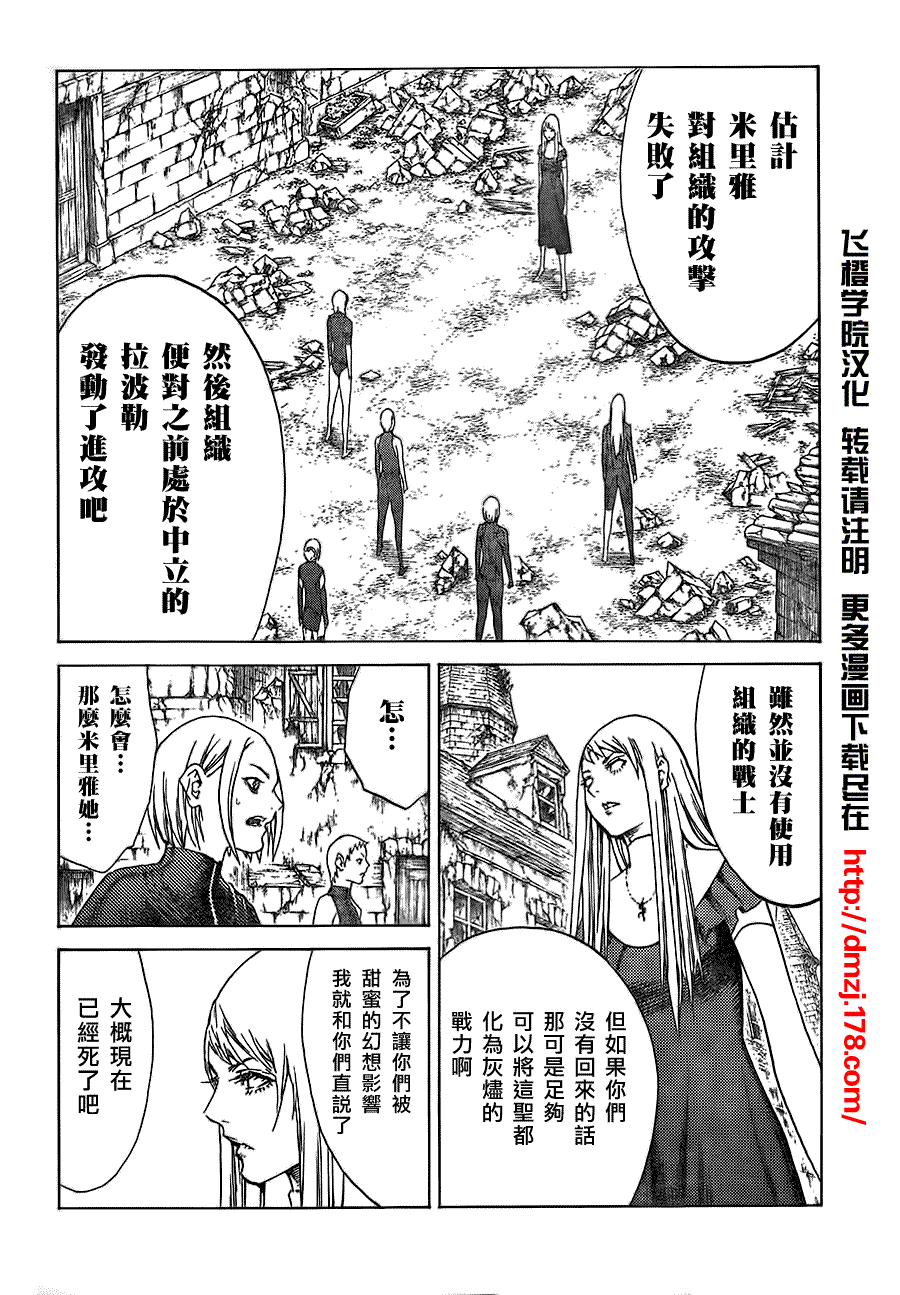 估計
米里雅
對組織的攻擊
失敗了
然後組織
便對之前處於中立的
拉波勒
發動了進攻吧
雖然並沒有使用
組織的戰士
但如果你們
沒有回來的話
那可是足夠
可以將這聖都
化為灰燼的
戰力啊
怎…
怎麼會…
那麼米里雅她…
為了不讓你們被
甜蜜的幻想影響
我就和你們直説了
大概現在
已經死了吧
飞橙学院汉化 转载请注明 更多漫画下载尽在 http://dmzj.178.com/